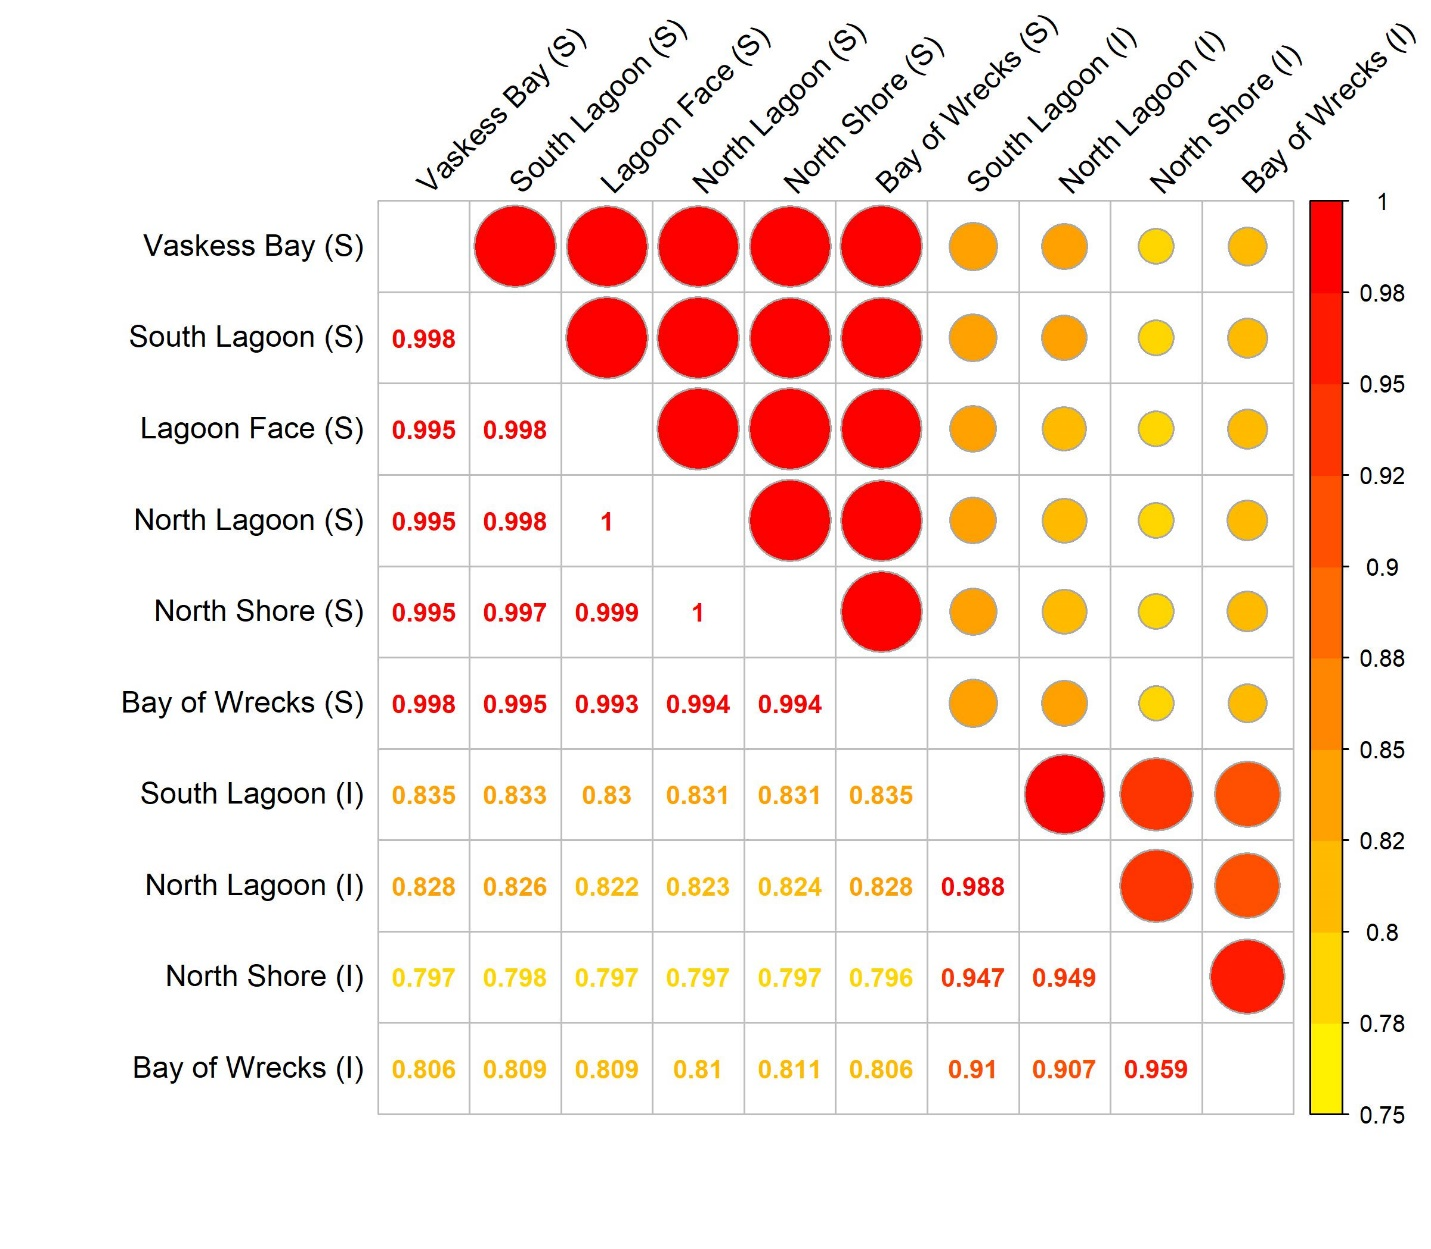 Vaskess Bay (S)
South Lagoon (S)
Lagoon Face (S)
North Lagoon (S)
North Shore (S)
Bay of Wrecks (S)
South Lagoon (I)
North Lagoon (I)
North Shore (I)
Bay of Wrecks (I)
Vaskess Bay (S)
South Lagoon (S) 0.998
Lagoon Face (S) 0.995 0.998
North Lagoon (S) 0.995 0.998 1
North Shore (S) 0.995 0.997 0.999 1
Bay of Wrecks (S) 0.998 0.995 0.993 0.994 0.994
South Lagoon (I) 0.835 0.833 0.83 0.831 0.831 0.835
North Lagoon (I) 0.828 0.826 0.822 0.823 0.824 0.828 0.988
North Shore (I) 0.797 0.798 0.797 0.797 0.797 0.796 0.947 0.949
Bay of Wrecks (I) 0.806 0.809 0.809 0.81 0.811 0.806 0.91 0.907 0.959
1
0.98
0.95
0.92
0.9
0.88
0.85
0.82
0.8
0.78
0.75